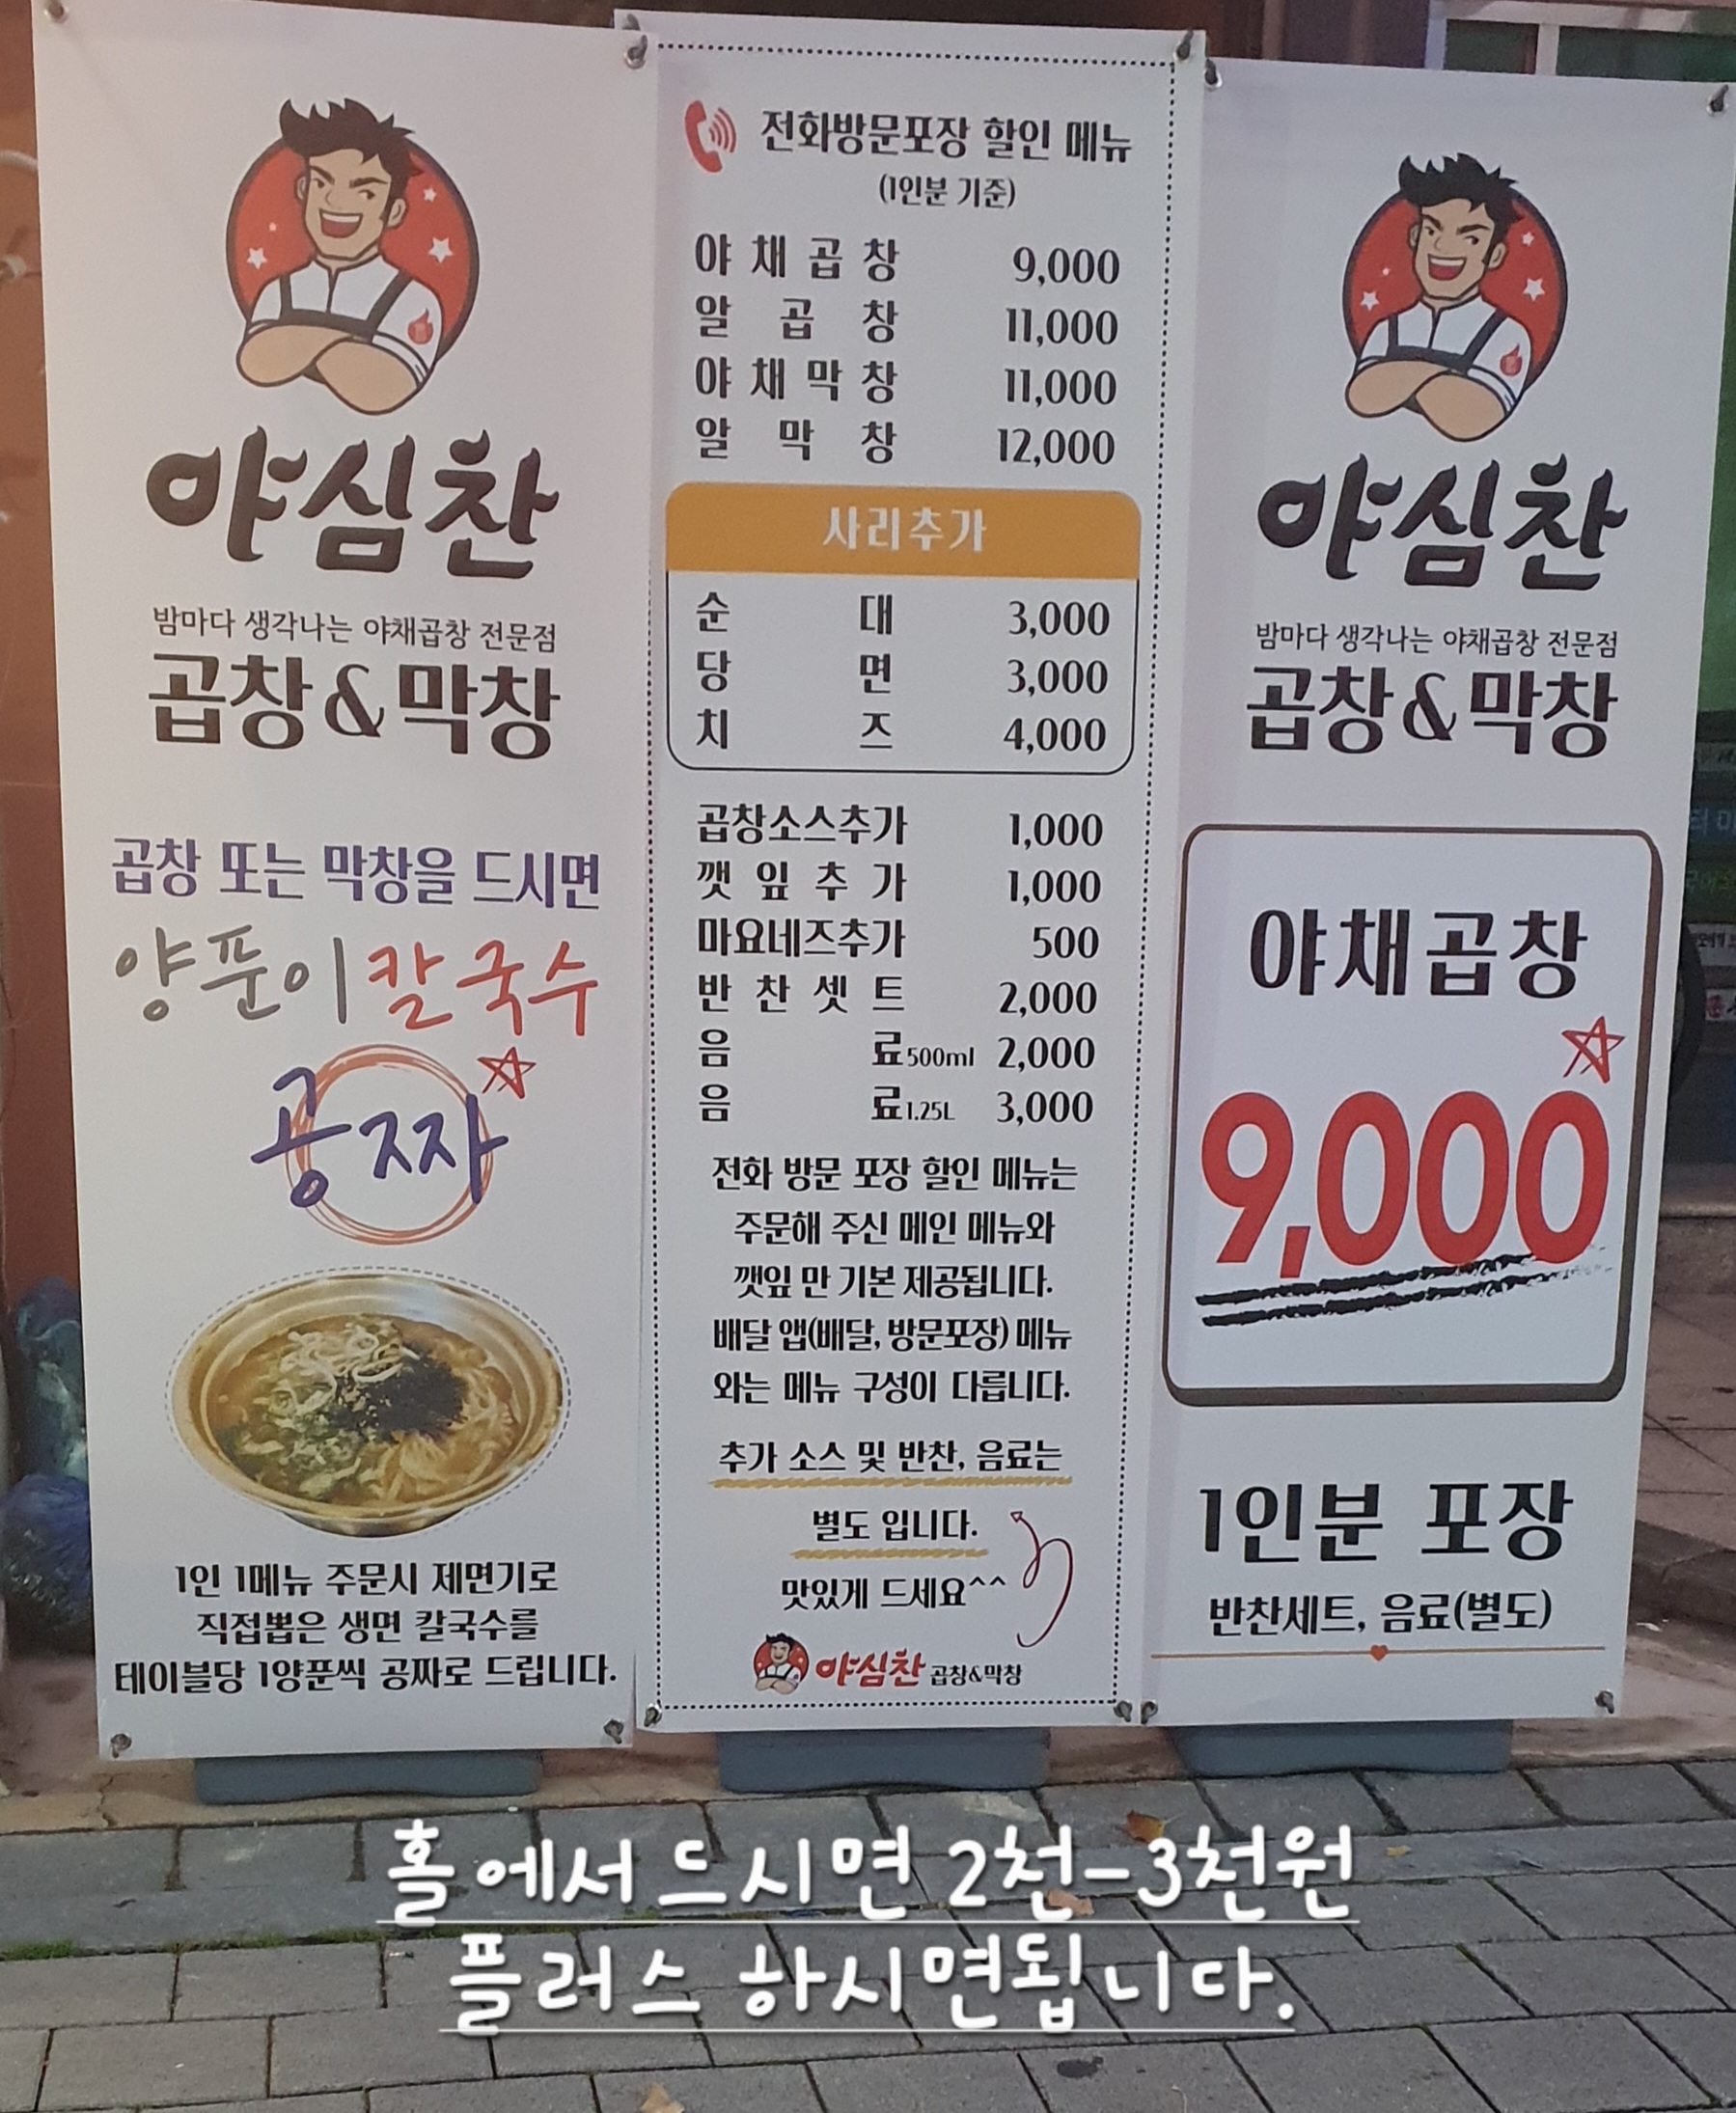 야심찬
밤마다 생각나는 야채곱창 전문점
곱창&막창
곱창 또는 막창을 드시면
양푼이칼국수
공짜
1인 1메뉴 주문시 제면기로
직접뽑은 생면 칼국수를
테이블당 1양푼씩 공짜로 드립니다.
전화방문포장 할인 메뉴
(1인분 기준)
야채곱창 9,000
알곱창 11,000
야채막창 11,000
알막창 12,000
사리추가
순대 3,000
당면 3,000
치즈 4,000
곱창소스추가 1,000
깻잎추가 1,000
마요네즈추가 500
반찬셋트 2,000
음료500ml 2,000
음료1.25L 3,000
전화 방문 포장 할인 메뉴는
주문해 주신 메인 메뉴와
깻잎 만 기본 제공됩니다.
배달 앱(배달, 방문포장) 메뉴
와는 메뉴 구성이 다릅니다.
추가 소스 및 반찬, 음료는
별도 입니다.
맛있게 드세요^^
야심찬 곱창&막창
야심찬
밤마다 생각나는 야채곱창 전문점
곱창&막창
야채곱창
9,000
1인분 포장
반찬세트, 음료(별도)
홀에서 드시면 2천-3천원
플러스 하시면됩니다.